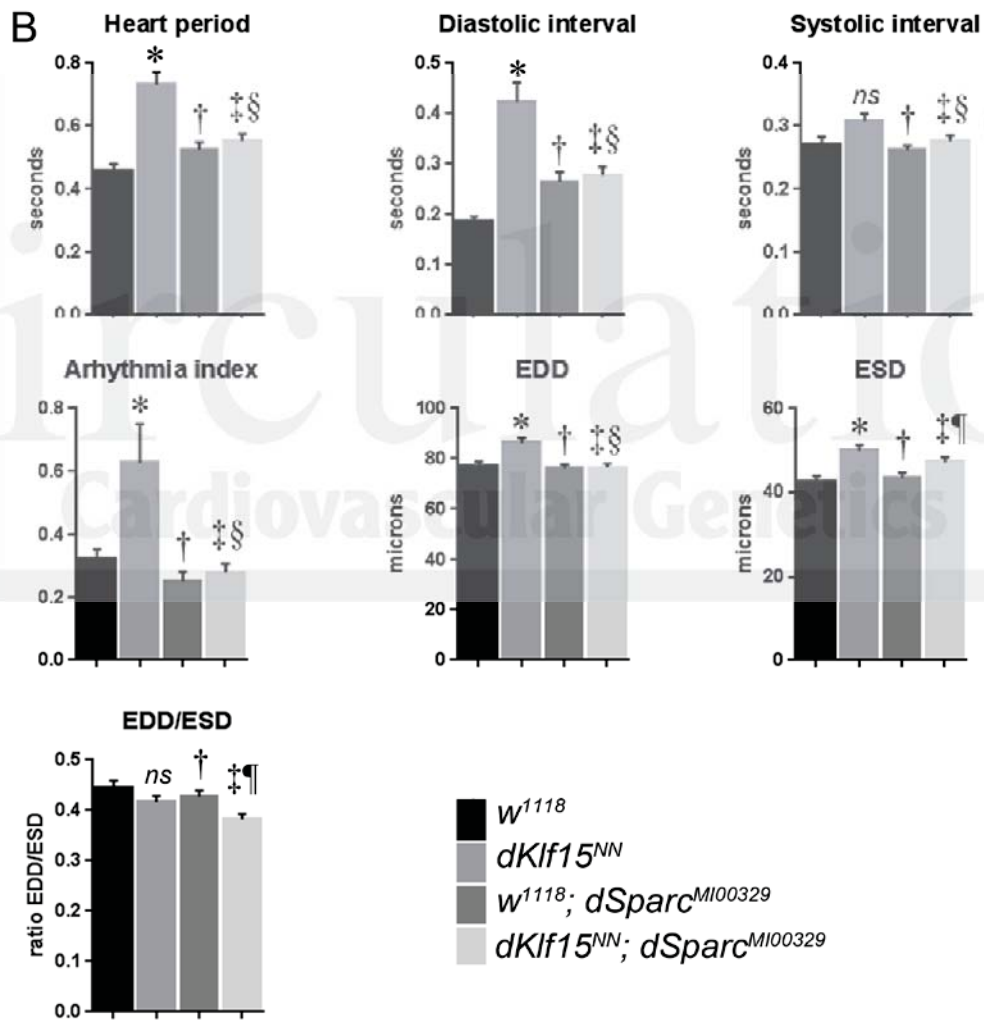 B
Heart period
Diastolic interval
Systolic interval
0.8
0.6
0.4
0.2
0.0
seconds
*
†
‡§
0.5
0.4
0.3
0.2
0.1
0.0
seconds
*
†
‡§
0.4
0.3
0.2
0.1
0.0
seconds
ns
†
‡§
Arhythmia index
EDD
ESD
0.8
0.6
0.4
0.2
0.0
*
†
‡§
100
80
60
40
20
0
microns
*
†
‡§
60
40
20
0
microns
*
†
‡¶
EDD/ESD
0.5
0.4
0.3
0.2
0.1
0.0
ratio EDD/ESD
ns
†
‡¶
w1118
dKlf15NN
w1118; dSparcMI00329
dKlf15NN; dSparcMI00329
Circulatio
Cardiovascular Genetics